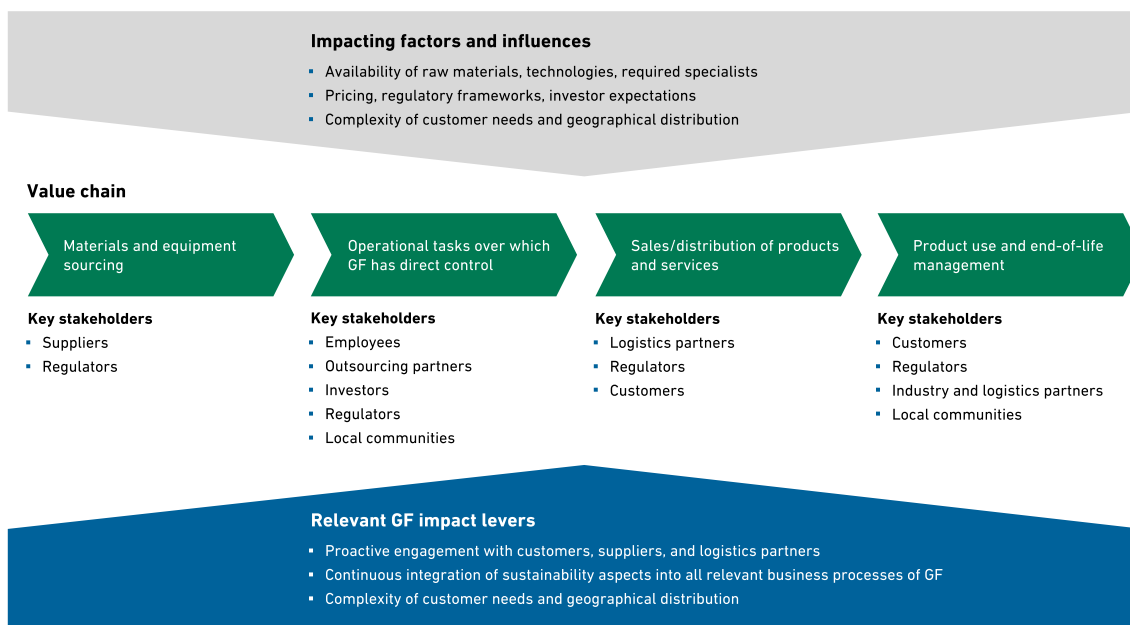 Impacting factors and influences
Availability of raw materials, technologies, required specialists
Pricing, regulatory frameworks, investor expectations
Complexity of customer needs and geographical distribution
Value chain
Materials and equipment
sourcing
Key stakeholders
Suppliers
Regulators
Operational tasks over which
GF has direct control
Key stakeholders
Employees
Outsourcing partners
Investors
Regulators
Local communities
Sales/distribution of products
and services
Key stakeholders
Logistics partners
Regulators
Customers
Product use and end-of-life
management
Key stakeholders
Customers
Regulators
Industry and logistics partners
Local communities
Relevant GF impact levers
Proactive engagement with customers, suppliers, and logistics partners
Continuous integration of sustainability aspects into all relevant business processes of GF
Complexity of customer needs and geographical distribution